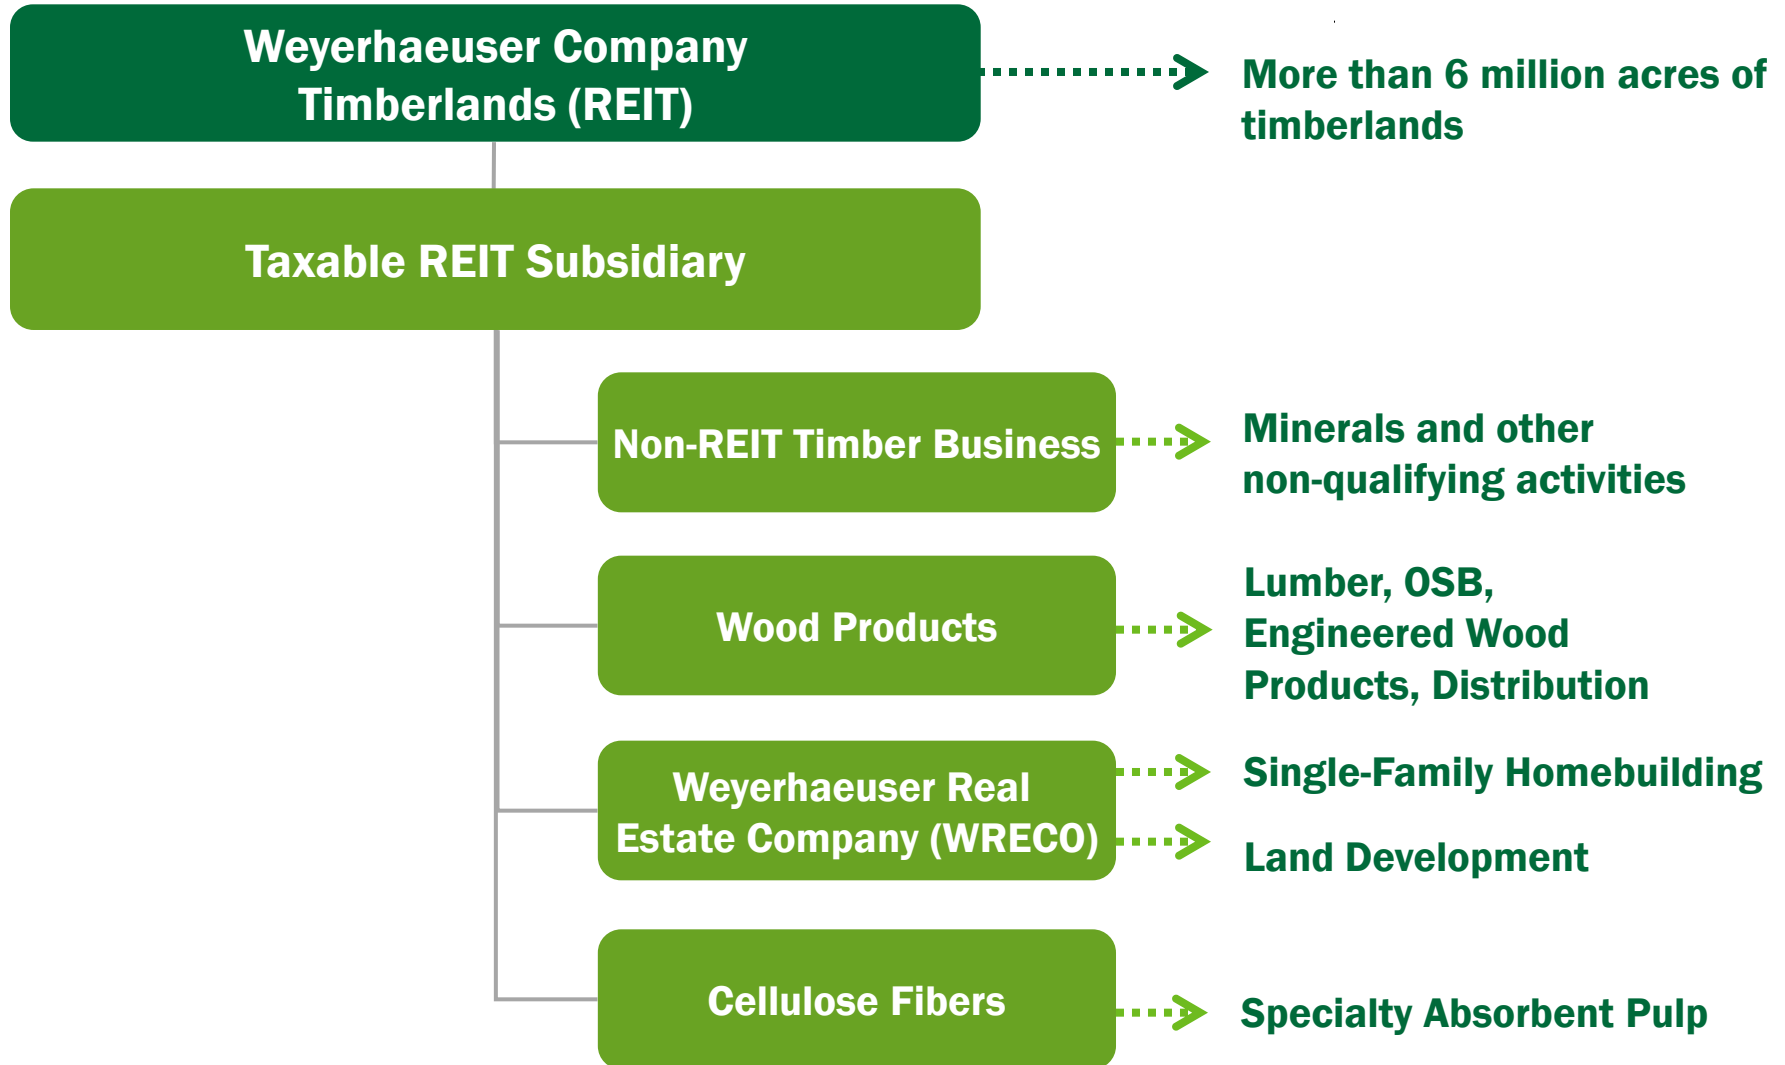 Weyerhaeuser Company
Timberlands (REIT)
More than 6 million acres of
timberlands
Taxable REIT Subsidiary
Non-REIT Timber Business
Minerals and other
non-qualifying activities
Wood Products
Lumber, OSB,
Engineered Wood
Products, Distribution
Weyerhaeuser Real
Estate Company (WRECO)
Single-Family Homebuilding
Land Development
Cellulose Fibers
Specialty Absorbent Pulp